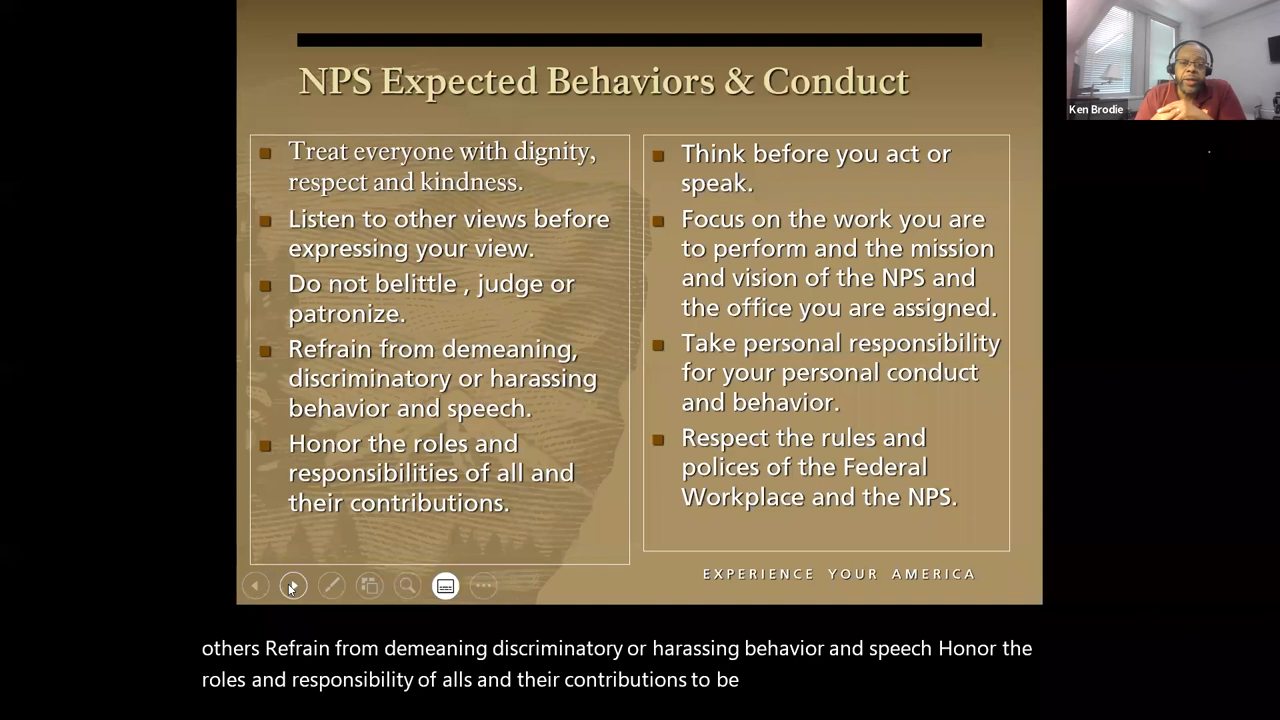 NPS Expected Behaviors & Conduct
Treat everyone with dignity,
respect and kindness.
Listen to other views before
expressing your view.
Do not belittle , judge or
patronize.
Refrain from demeaning,
discriminatory or harassing
behavior and speech.
Honor the roles and
responsibilities of all and
their contributions.
Think before you act or
speak.
Focus on the work you are
to perform and the mission
and vision of the NPS and
the office you are assigned.
Take personal responsibility
for your personal conduct
and behavior.
Respect the rules and
polices of the Federal
Workplace and the NPS.
EXPERIENCE YOUR AMERICA
Ken Brodie
others Refrain from demeaning discriminatory or harassing behavior and speech Honor the
roles and responsibility of alls and their contributions to be